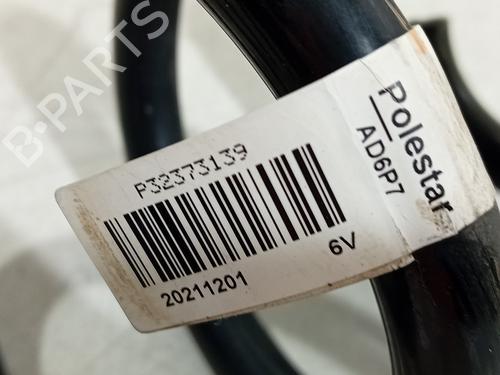 B-PARTS
P32373139
20211201
6V
Polestar
AD6P7